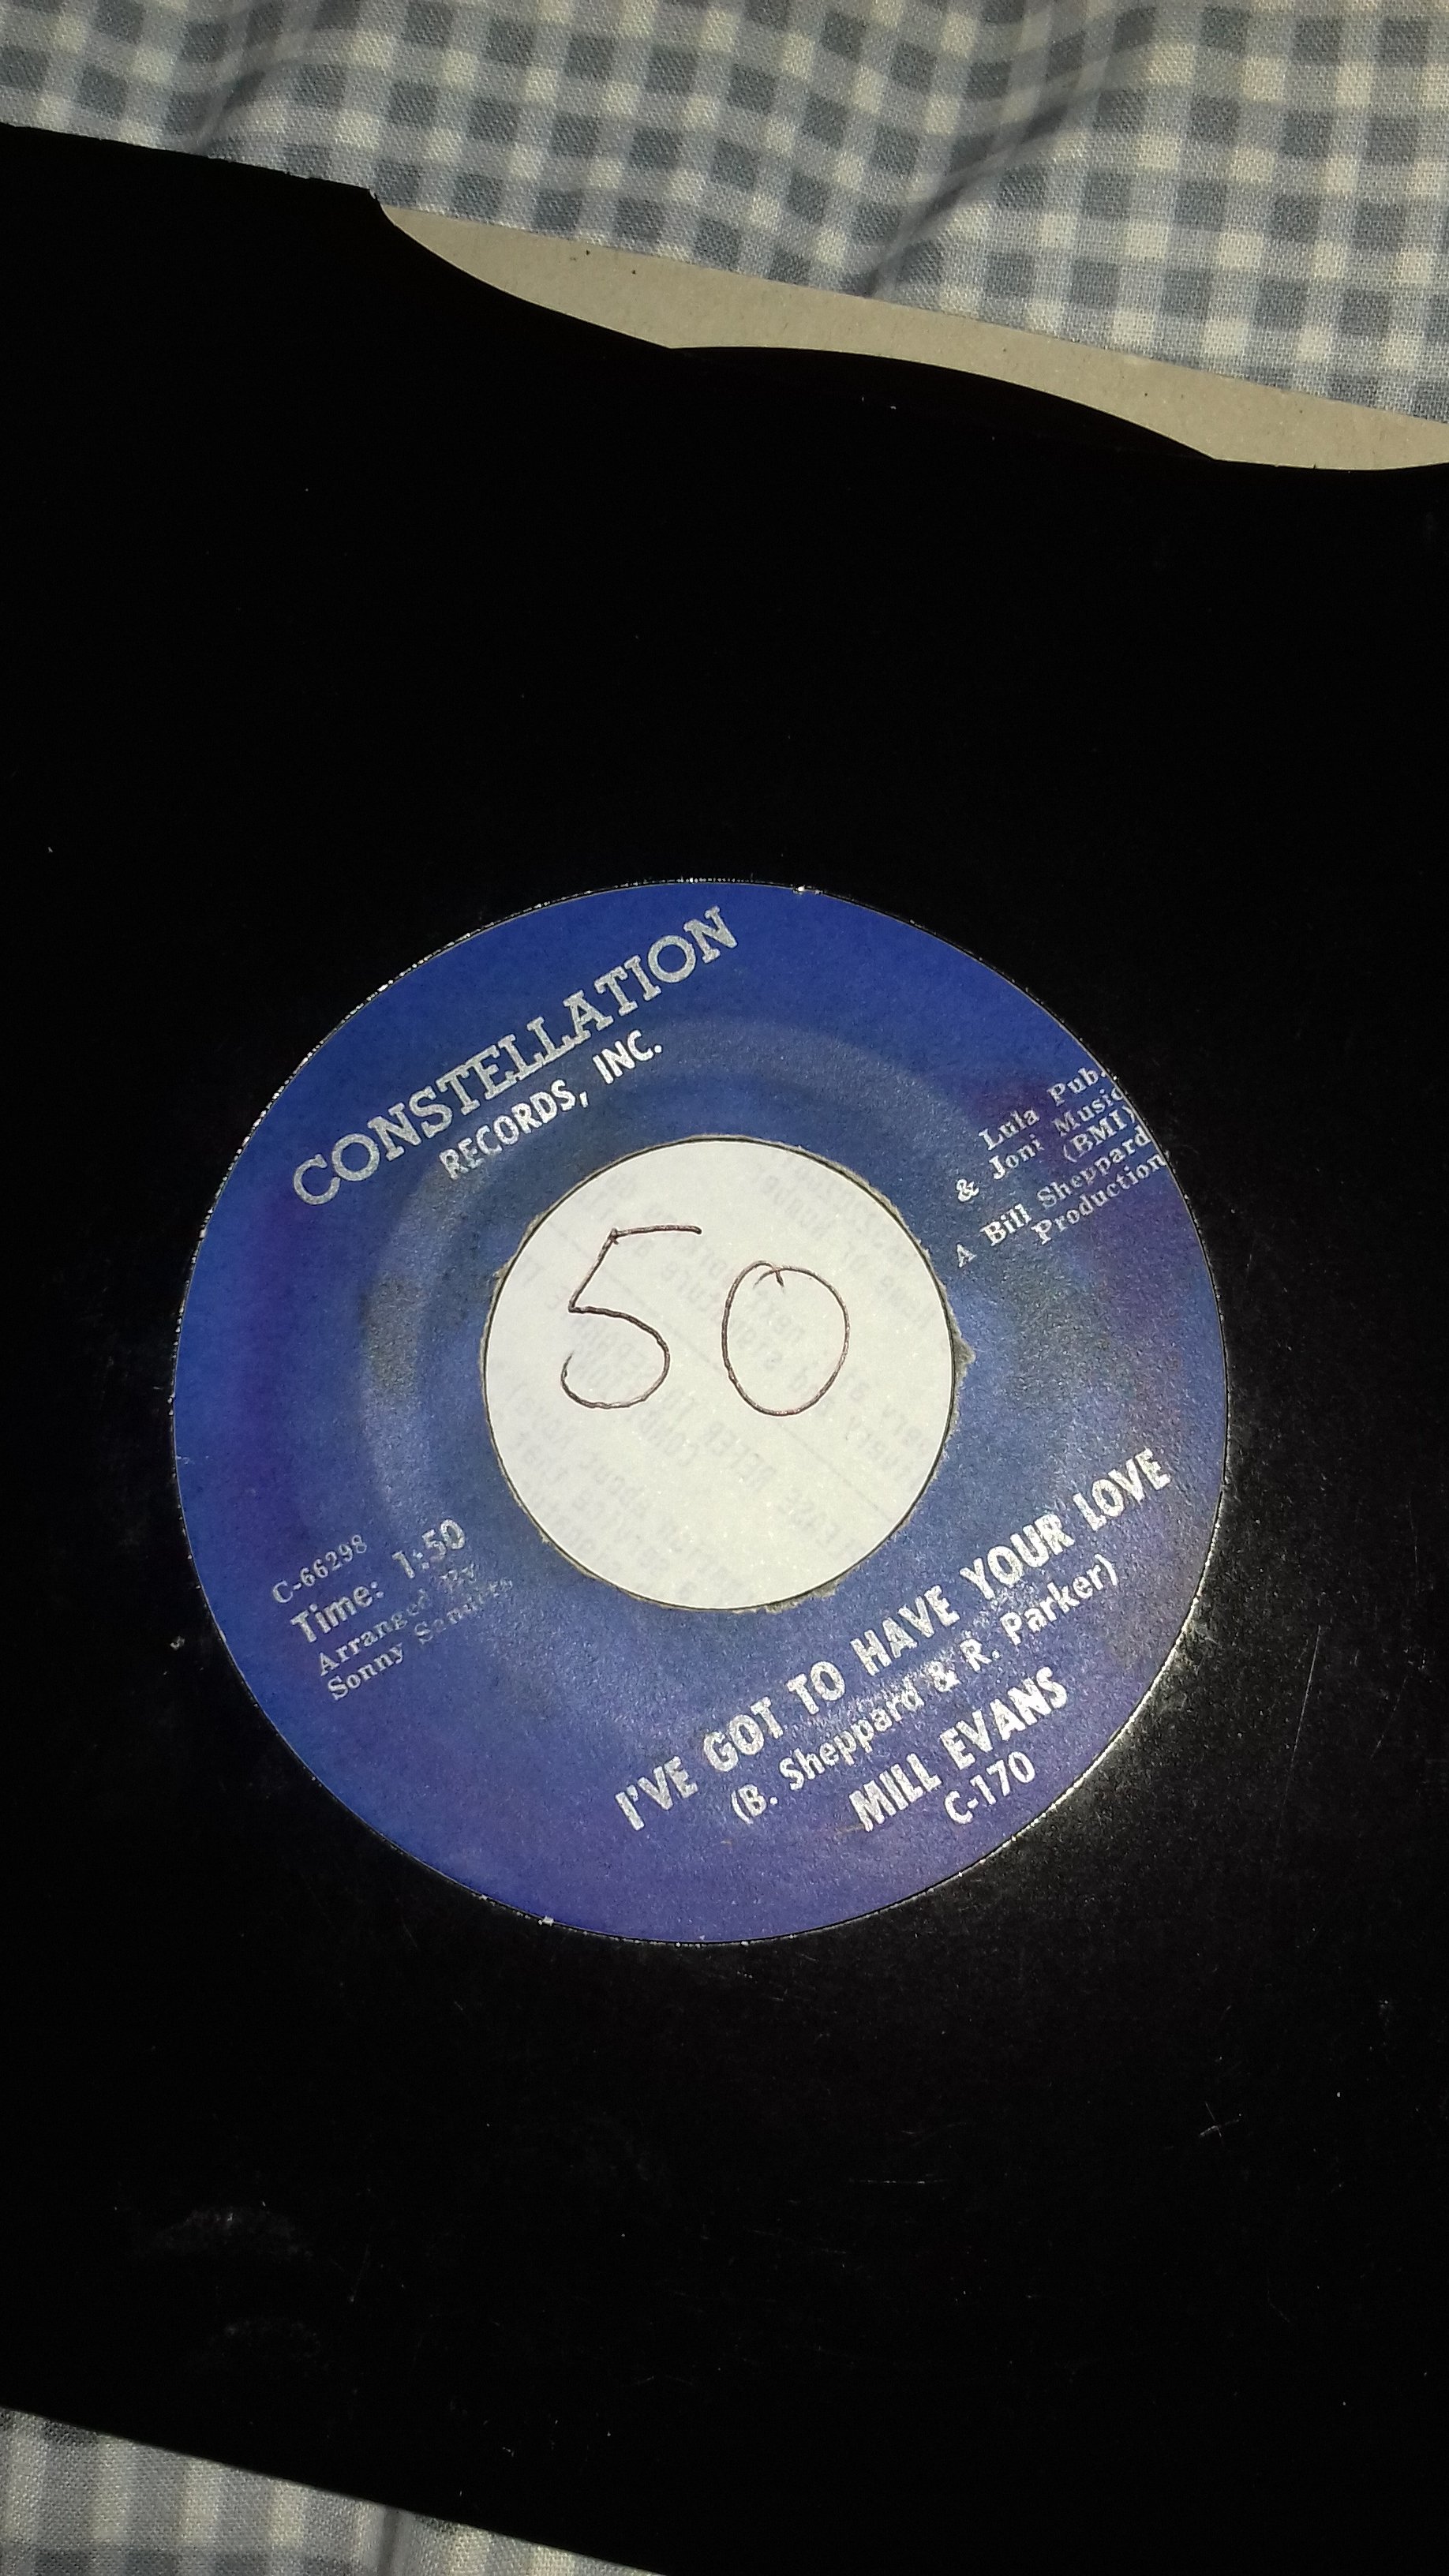 CONSTELLATION
RECORDS, INC.
Lula Pub.
& Joni Music
(BMI)
A Bill Sheppard
Production
50
C-66298
Time: 1:50
Arranged By
Sonny
I'VE GOT TO HAVE YOUR LOVE
(B. Sheppard & R. Parker)
MILL EVANS
C-170